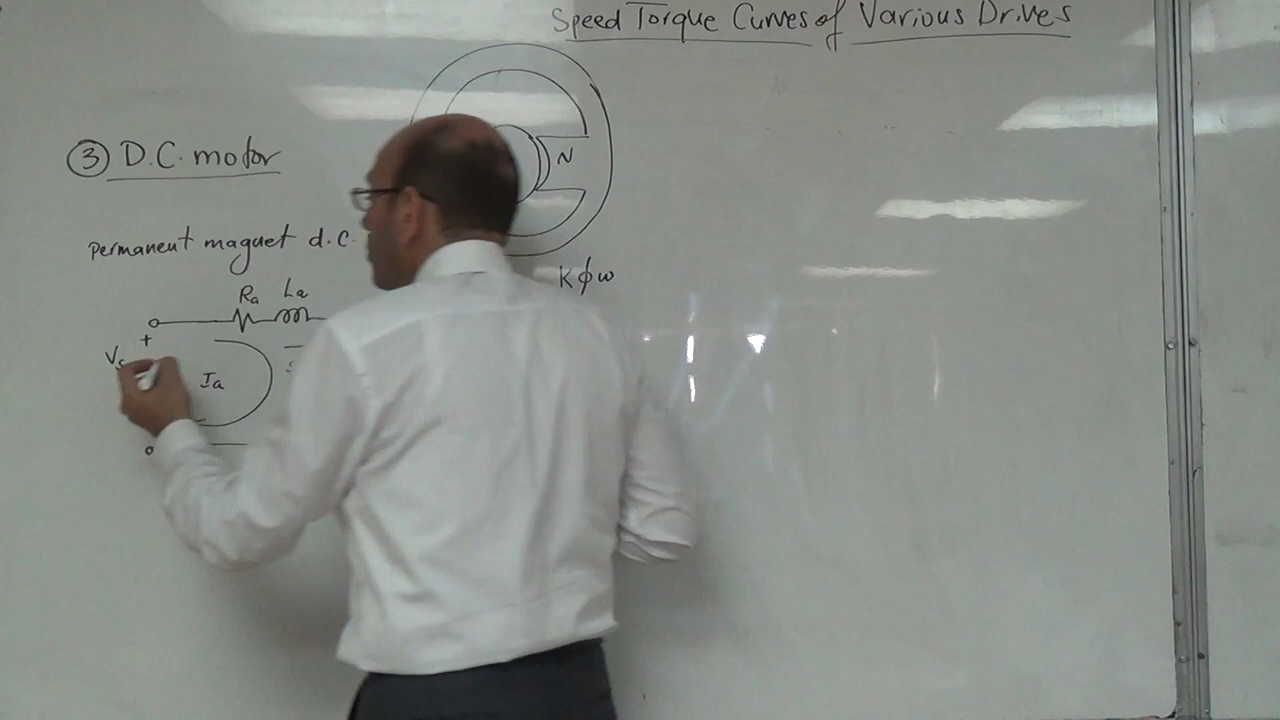 Speed Torque Curves of Various Drives
③ D.C. motor
N
Permanent magnet d.c.
Kϕω
Ra La
+
Ia